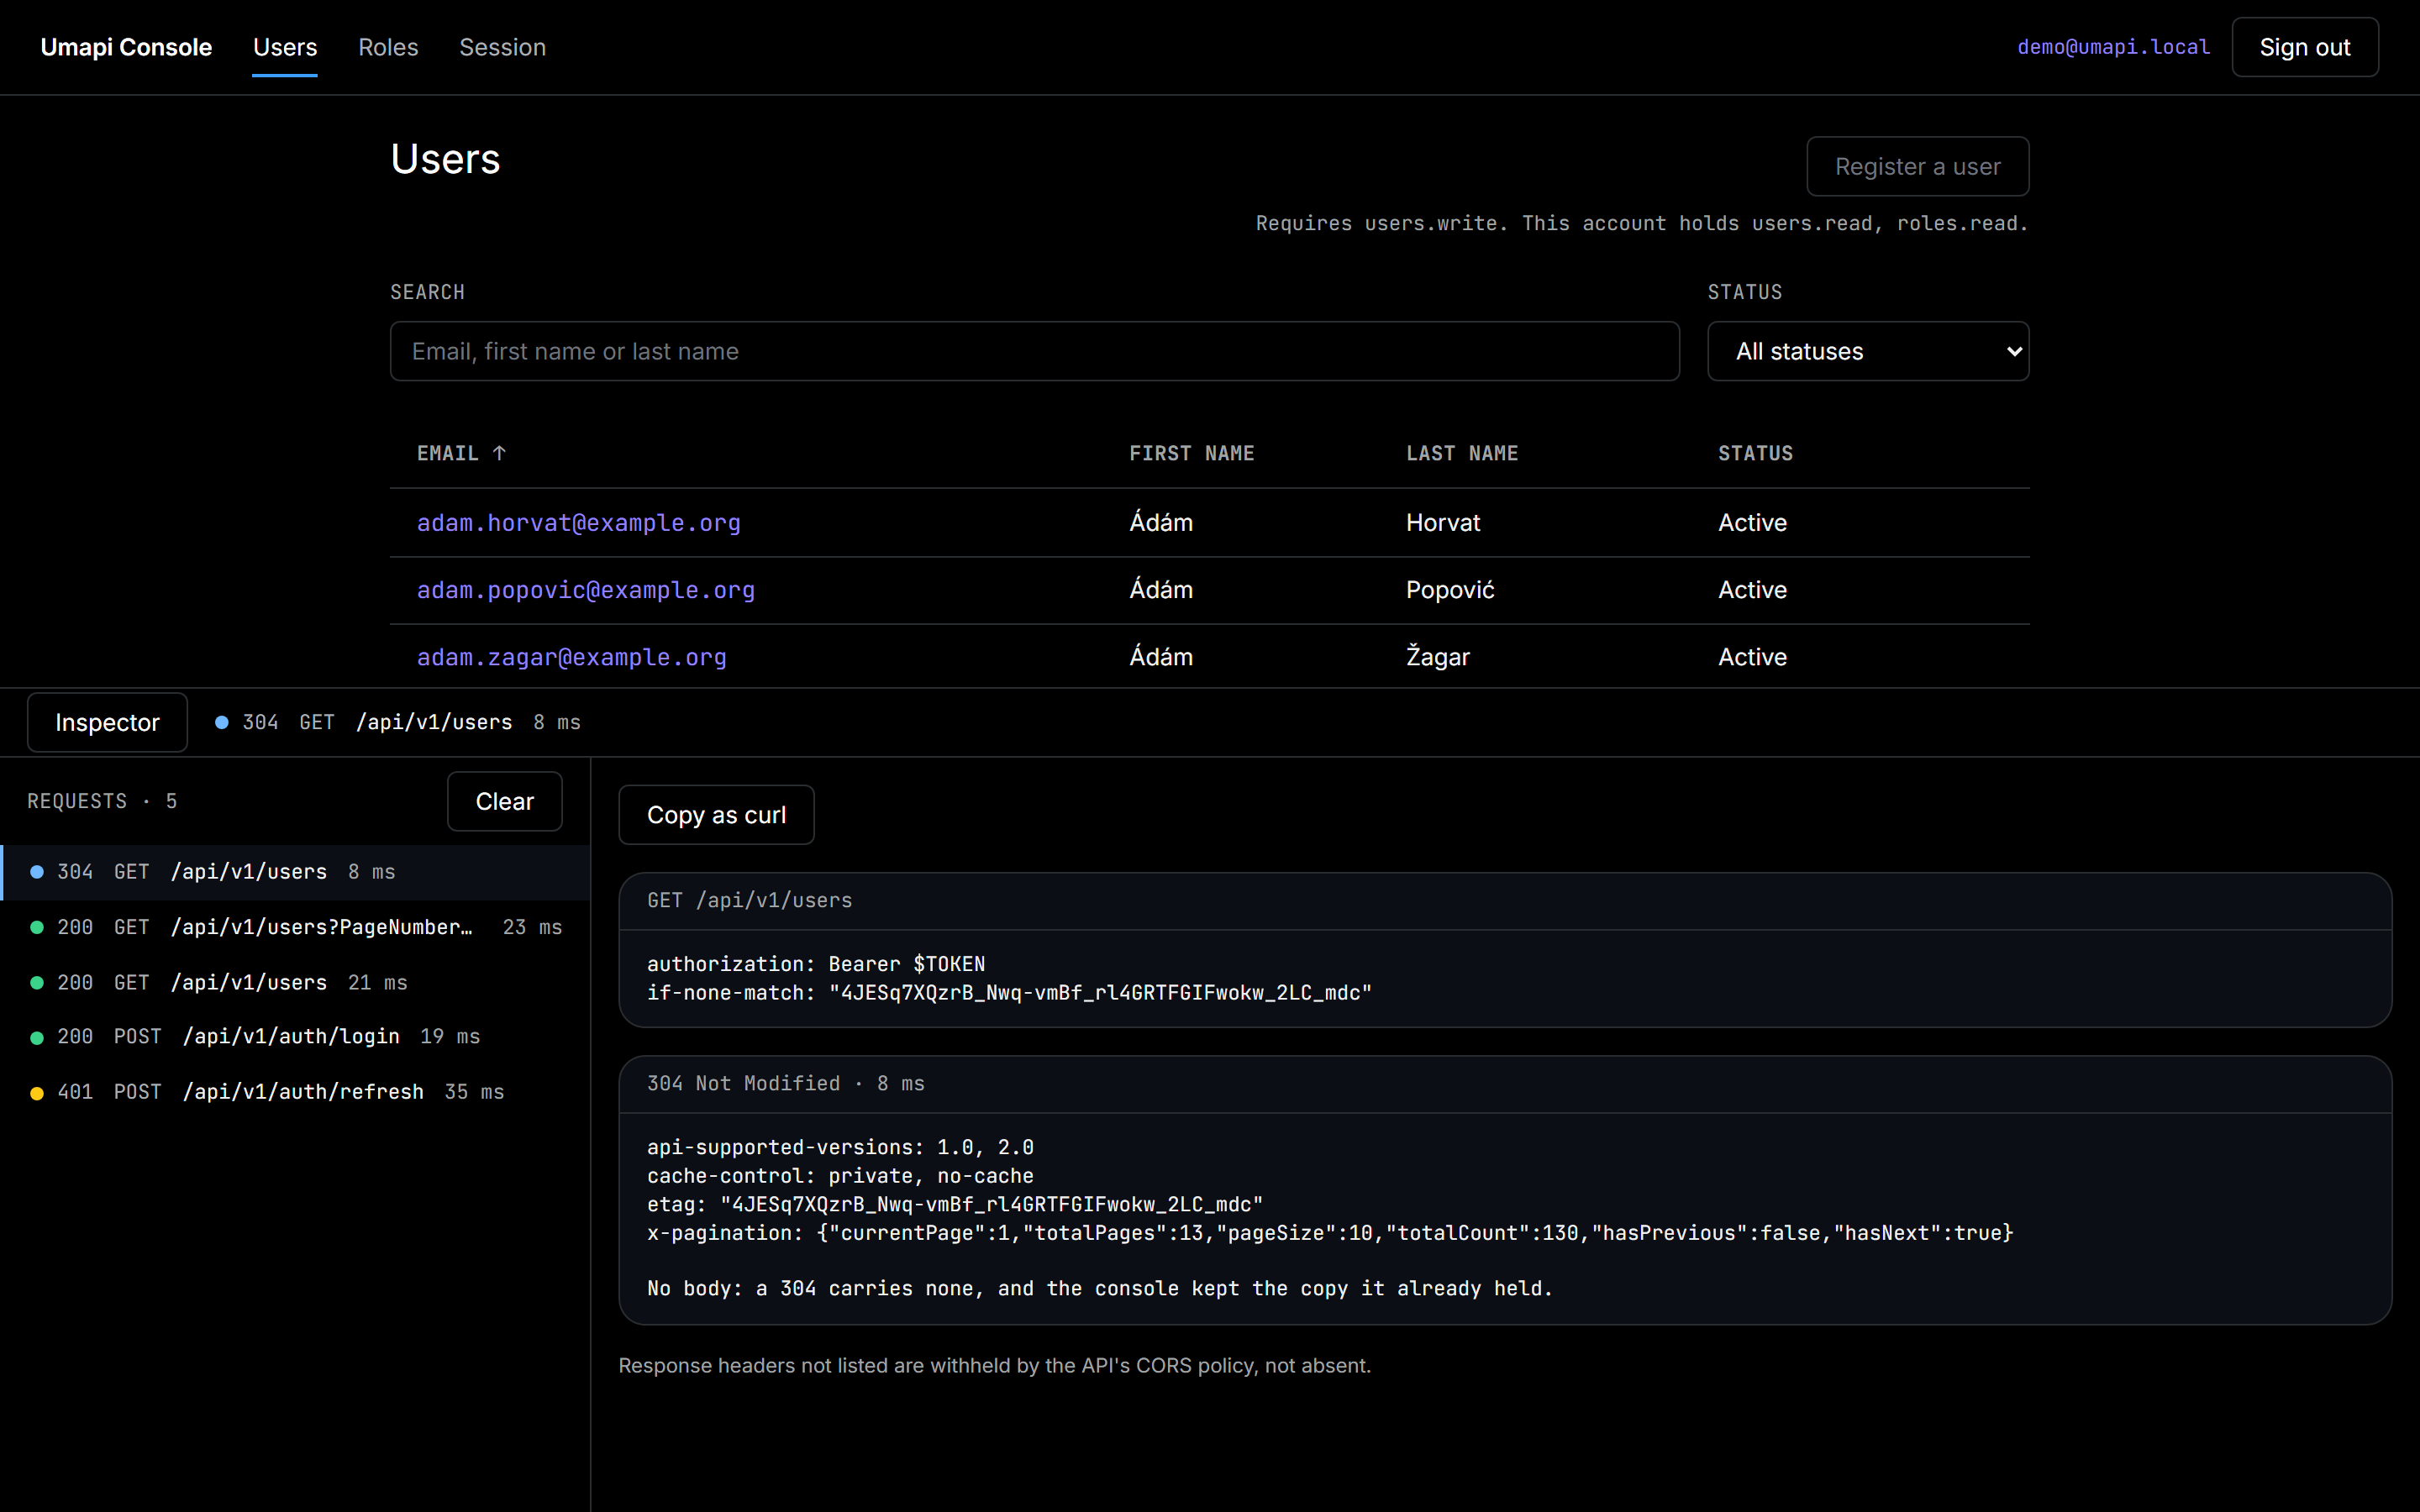 Umapi Console Users Roles Session demo@umapi.local Sign out
Users
Register a user
Requires users.write. This account holds users.read, roles.read.
SEARCH STATUS
Email, first name or last name All statuses
EMAIL ↑ FIRST NAME LAST NAME STATUS
adam.horvat@example.org Ádám Horvat Active
adam.popovic@example.org Ádám Popović Active
adam.zagar@example.org Ádám Žagar Active
Inspector 304 GET /api/v1/users 8 ms
REQUESTS · 5 Clear
304 GET /api/v1/users 8 ms
200 GET /api/v1/users?PageNumber… 23 ms
200 GET /api/v1/users 21 ms
200 POST /api/v1/auth/login 19 ms
401 POST /api/v1/auth/refresh 35 ms
Copy as curl
GET /api/v1/users
authorization: Bearer $TOKEN
if-none-match: "4JESq7XQzrB_Nwq-vmBf_rl4GRTFGIFwokw_2LC_mdc"
304 Not Modified · 8 ms
api-supported-versions: 1.0, 2.0
cache-control: private, no-cache
etag: "4JESq7XQzrB_Nwq-vmBf_rl4GRTFGIFwokw_2LC_mdc"
x-pagination: {"currentPage":1,"totalPages":13,"pageSize":10,"totalCount":130,"hasPrevious":false,"hasNext":true}
No body: a 304 carries none, and the console kept the copy it already held.
Response headers not listed are withheld by the API's CORS policy, not absent.